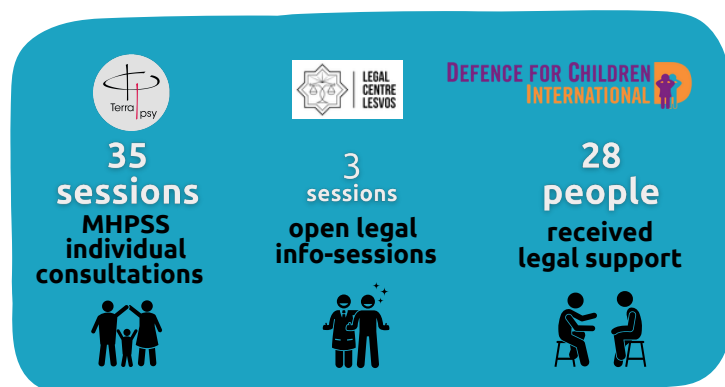 Terra
psy
35
sessions
MHPSS
individual
consultations
LEGAL
CENTRE
LESVOS
3
sessions
open legal
info-sessions
DEFENCE FOR CHILDREN
INTERNATIONAL
28
people
received
legal support